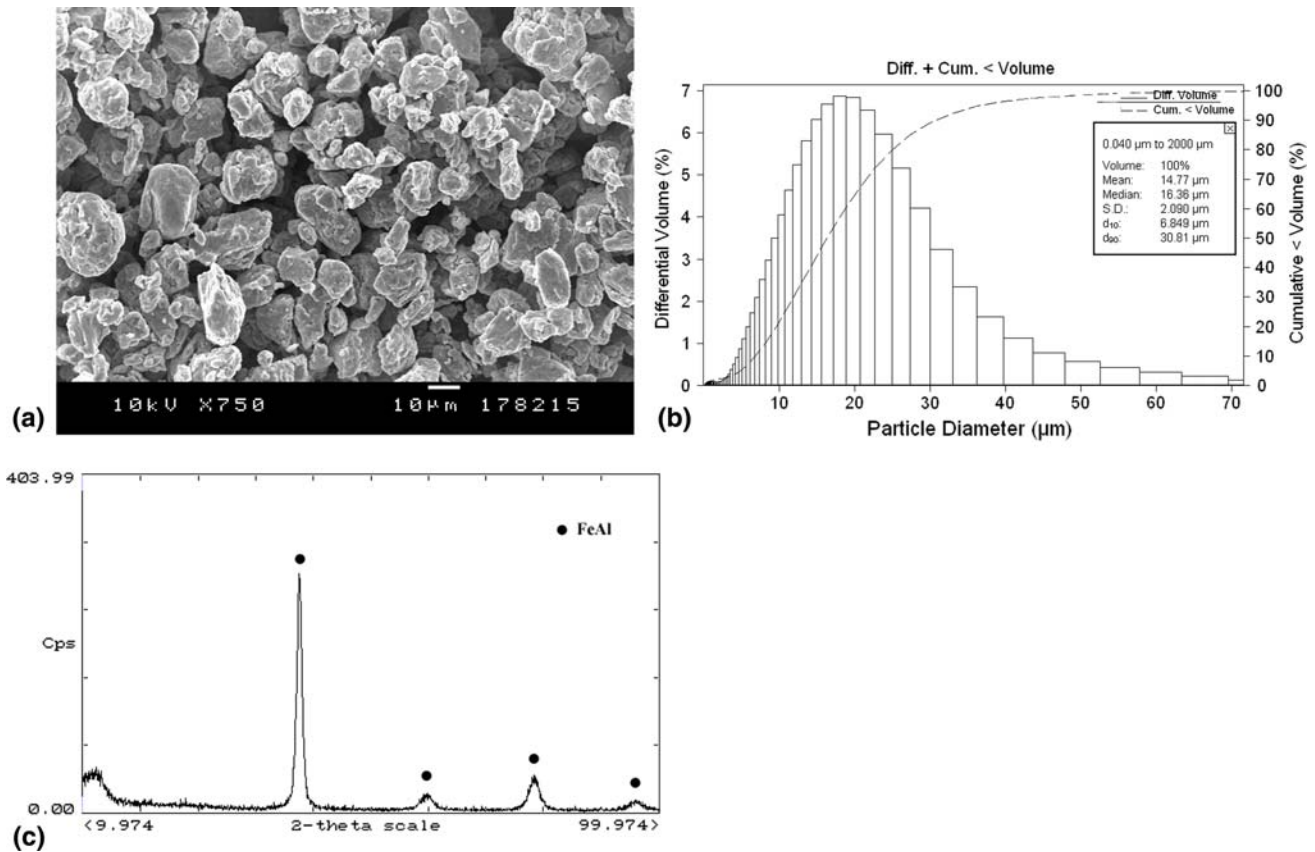 10kV X750 10μm 178215
(a)
Diff. + Cum. < Volume
Differential Volume (%)
7
6
5
4
3
2
1
0
Diff. Volume
Cum. < Volume
0.040 μm to 2000 μm
Volume: 100%
Mean: 14.77 μm
Median: 16.36 μm
S.D.: 2.090 μm
d10: 6.849 μm
d90: 30.81 μm
100
90
80
70
60
50
40
30
20
10
0
Cumulative < Volume (%)
10 20 30 40 50 60 70
Particle Diameter (μm)
(b)
403.99
Cps
0.00
● FeAl
<9.974 2-theta scale 99.974>
(c)